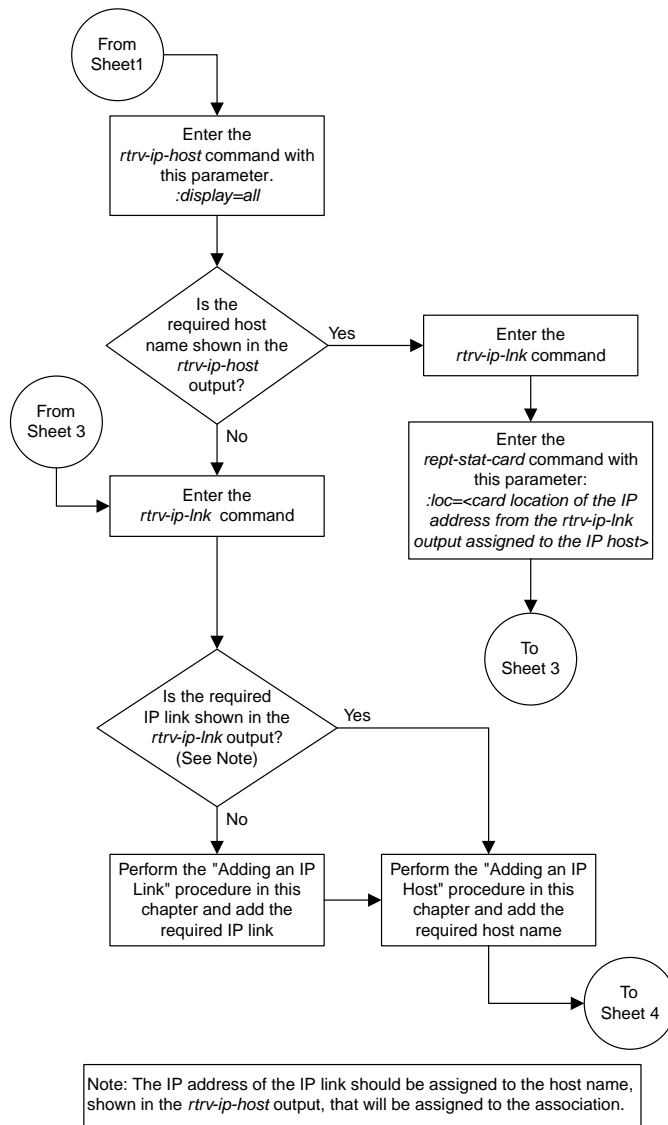 From
Sheet1
Enter the
rtrv-ip-host command with
this parameter.
:display=all
Is the
required host
name shown in the
rtrv-ip-host
output?
Yes
Enter the
rtrv-ip-lnk command
No
From
Sheet 3
Enter the
rept-stat-card command with
this parameter:
:loc=<card location of the IP
address from the rtrv-ip-lnk
output assigned to the IP host>
Enter the
rtrv-ip-lnk command
To
Sheet 3
Is the required
IP link shown in the
rtrv-ip-lnk output?
(See Note)
Yes
No
Perform the "Adding an IP
Link" procedure in this
chapter and add the
required IP link
Perform the "Adding an IP
Host" procedure in this
chapter and add the
required host name
To
Sheet 4
Note: The IP address of the IP link should be assigned to the host name,
shown in the rtrv-ip-host output, that will be assigned to the association.